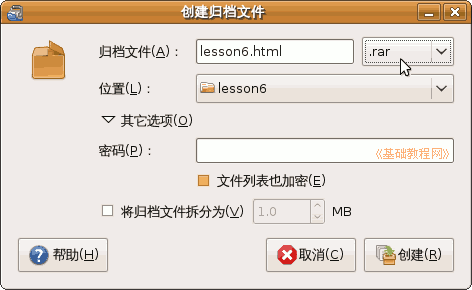 创建归档文件
归档文件(A)： lesson6.html .rar
位置(L)： lesson6
其它选项(O)
密码(P)：
《基础教程网》
文件列表也加密(E)
将归档文件拆分为(V) 1.0 MB
帮助(H) 取消(C) 创建(R)